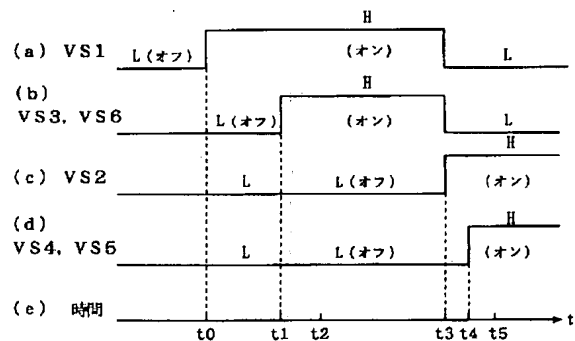 H
(a) VS1 L(オフ) (オン) L
(b) H
VS3, VS6 L(オフ) (オン) L
H
(c) VS2 L L(オフ) (オン)
(d) H
VS4, VS5 L L(オフ) (オン)
(e) 時間 t
t0 t1 t2 t3 t4 t5